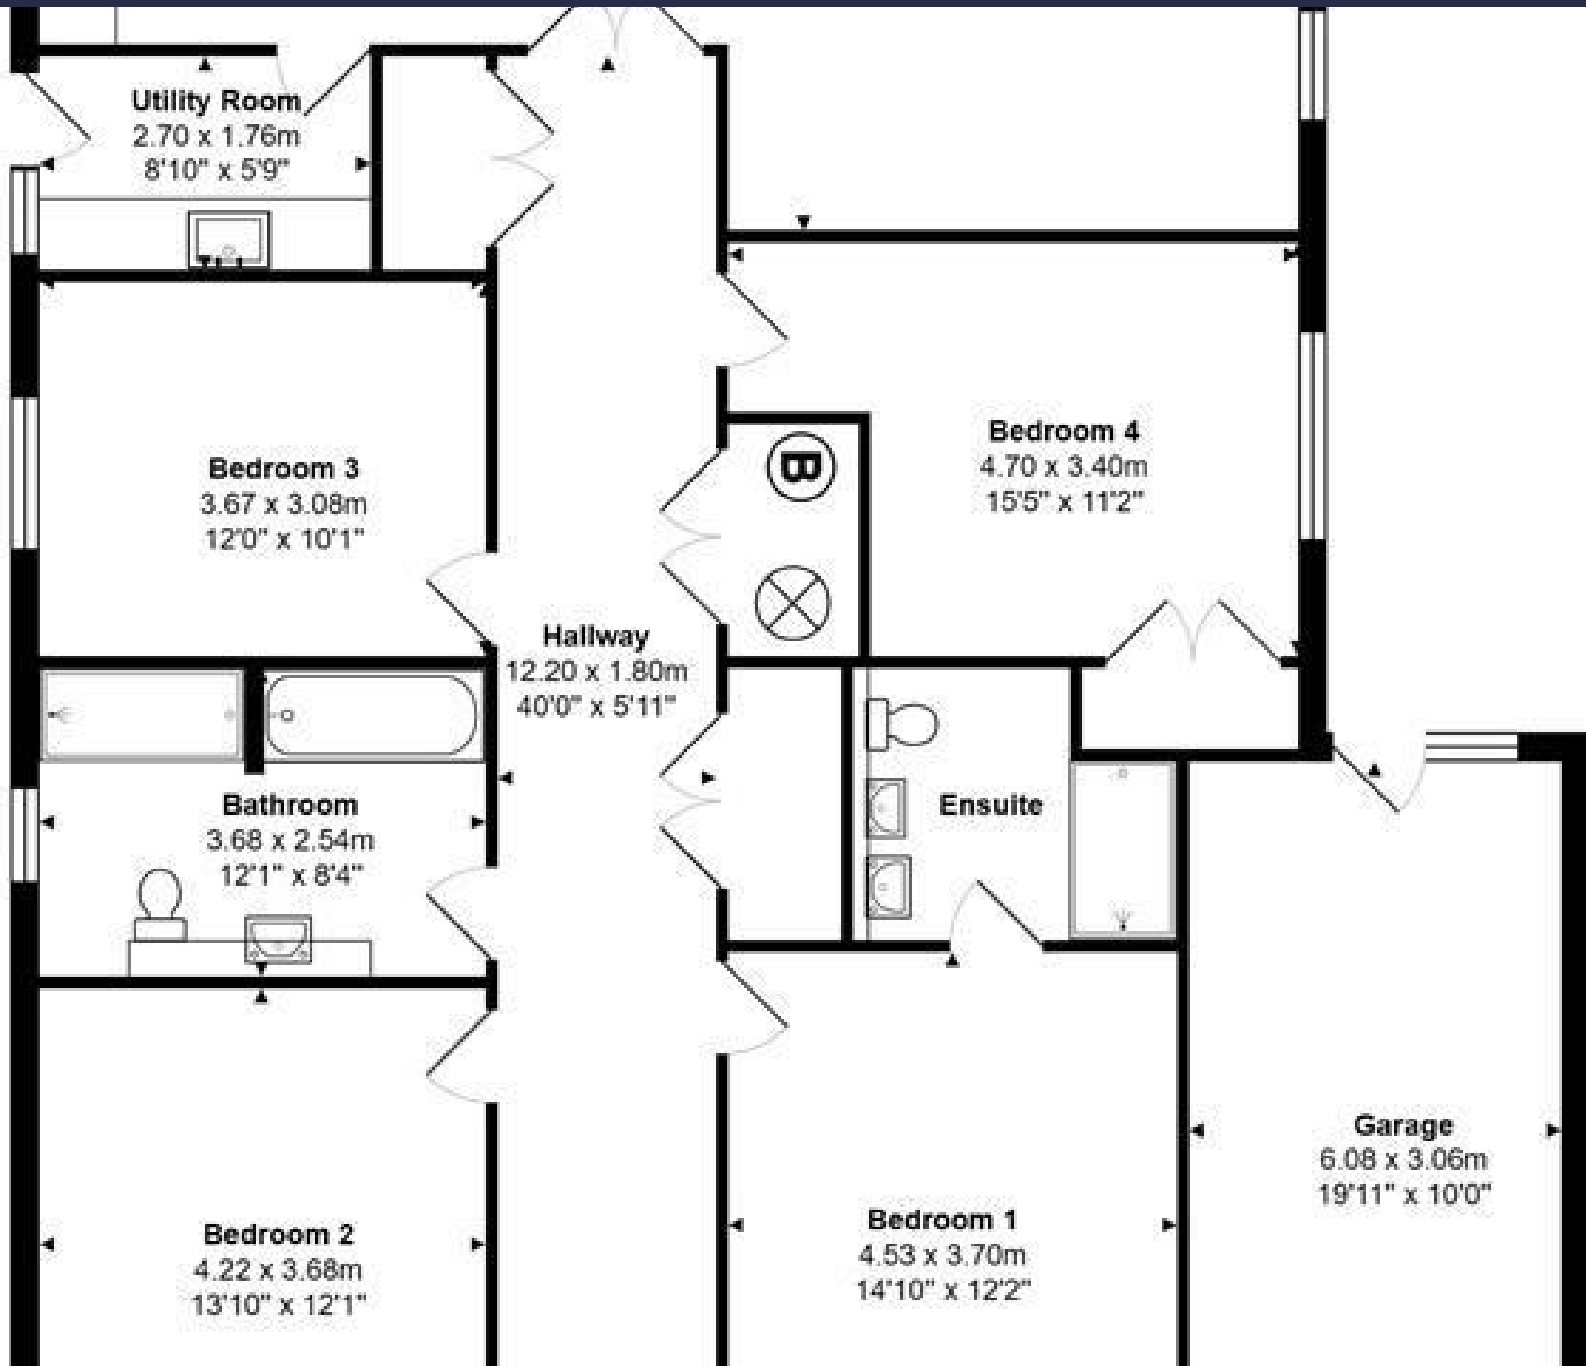 Utility Room
2.70 x 1.76m
8'10" x 5'9"
Bedroom 3
3.67 x 3.08m
12'0" x 10'1"
Bedroom 4
4.70 x 3.40m
15'5" x 11'2"
B
Hallway
12.20 x 1.80m
40'0" x 5'11"
Bathroom
3.68 x 2.54m
12'1" x 8'4"
Ensuite
Garage
6.08 x 3.06m
19'11" x 10'0"
Bedroom 2
4.22 x 3.68m
13'10" x 12'1"
Bedroom 1
4.53 x 3.70m
14'10" x 12'2"